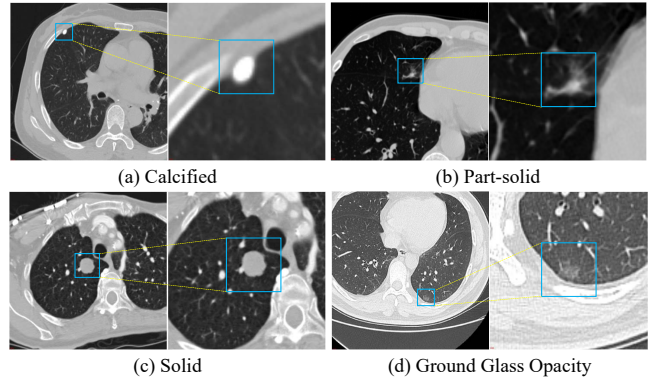 (a) Calcified
(b) Part-solid
(c) Solid
(d) Ground Glass Opacity